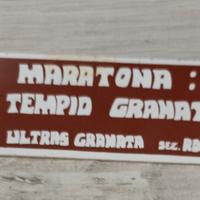 MARATONA :
TEMPIO GRANAT
ULTRAS GRANATA SEZ.